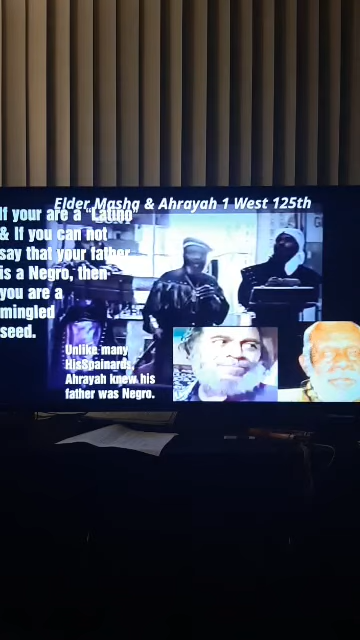 Elder Masha & Ahrayah 1 West 125th
If your are a "Latino"
& If you can not
say that your father
is a Negro, then
you are a
mingled
seed.
Unlike many
HisSpainards,
Ahrayah knew his
father was Negro.